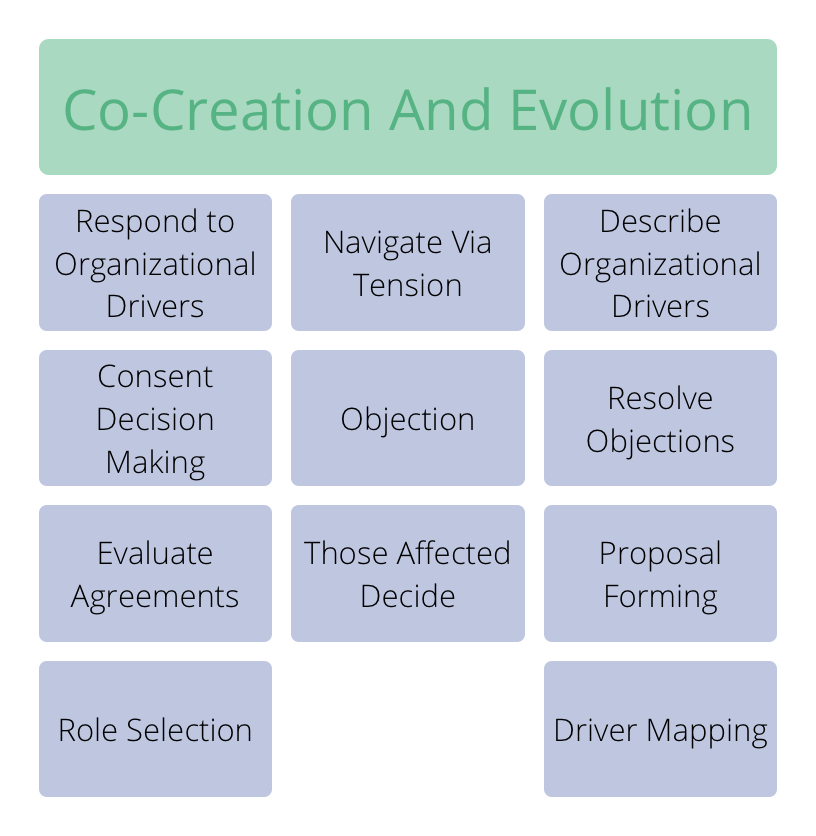 Co-Creation And Evolution
Respond to
Organizational
Drivers
Navigate Via
Tension
Describe
Organizational
Drivers
Consent
Decision
Making
Objection
Resolve
Objections
Evaluate
Agreements
Those Affected
Decide
Proposal
Forming
Role Selection
Driver Mapping